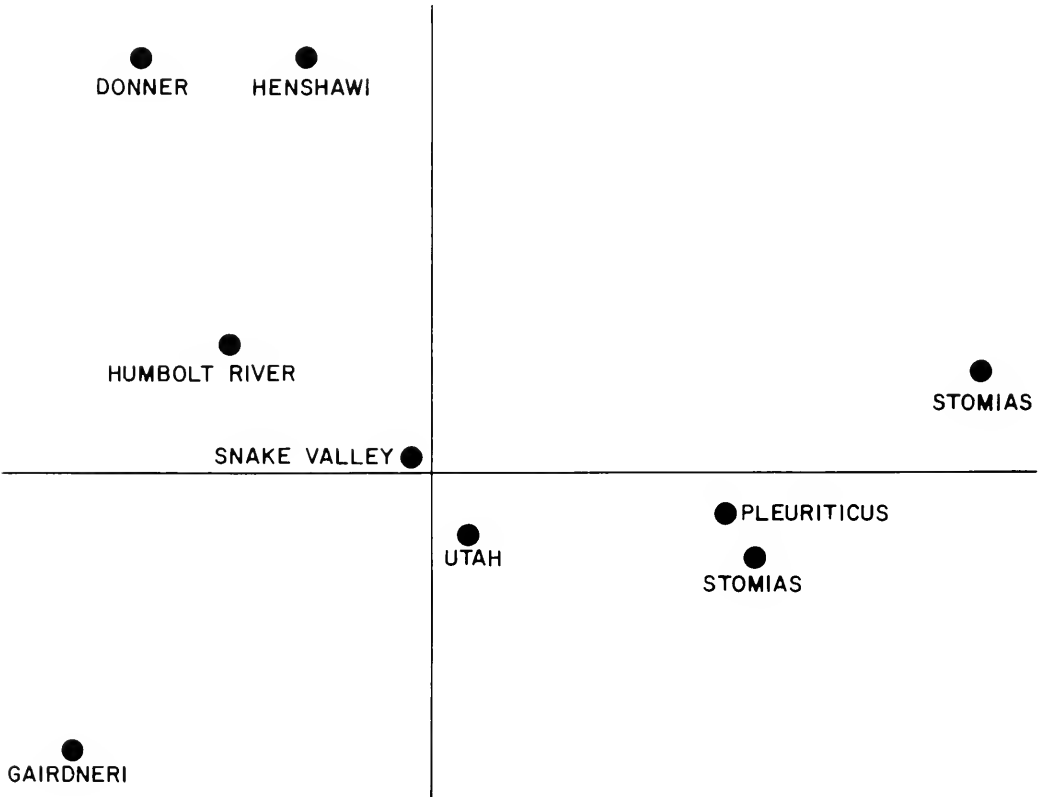 DONNER
HENSHAWI
HUMBOLT RIVER
STOMIAS
SNAKE VALLEY
PLEURITICUS
UTAH
STOMIAS
GAIRDNERI